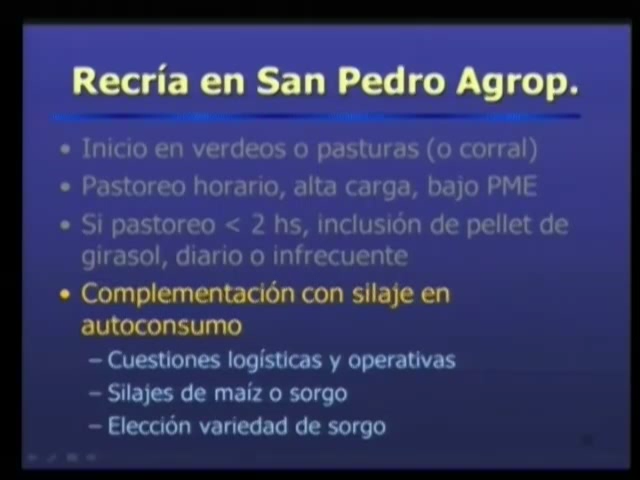 Recría en San Pedro Agrop.
• Inicio en verdeos o pasturas (o corral)
• Pastoreo horario, alta carga, bajo PME
• Si pastoreo < 2 hs, inclusión de pellet de
girasol, diario o infrecuente
• Complementación con silaje en
autoconsumo
– Cuestiones logísticas y operativas
– Silajes de maíz o sorgo
– Elección variedad de sorgo